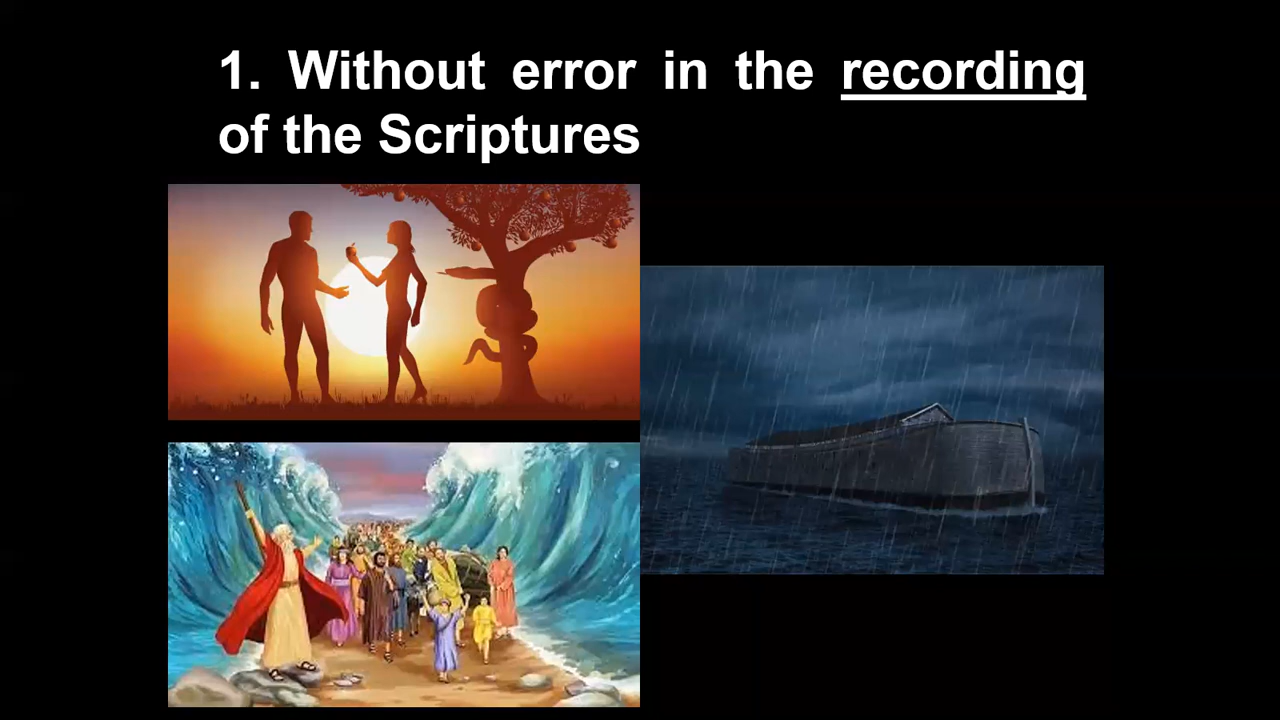 1. Without error in the recording
of the Scriptures